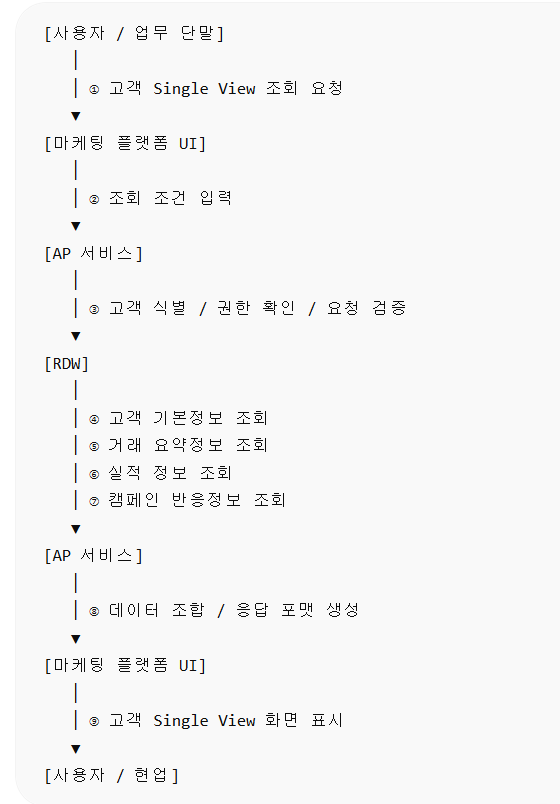 [사용자 / 업무 단말]
│
│ ① 고객 Single View 조회 요청
▼
[마케팅 플랫폼 UI]
│
│ ② 조회 조건 입력
▼
[AP 서비스]
│
│ ③ 고객 식별 / 권한 확인 / 요청 검증
▼
[RDW]
│
│ ④ 고객 기본정보 조회
│ ⑤ 거래 요약정보 조회
│ ⑥ 실적 정보 조회
│ ⑦ 캠페인 반응정보 조회
▼
[AP 서비스]
│
│ ⑧ 데이터 조합 / 응답 포맷 생성
▼
[마케팅 플랫폼 UI]
│
│ ⑨ 고객 Single View 화면 표시
▼
[사용자 / 현업]